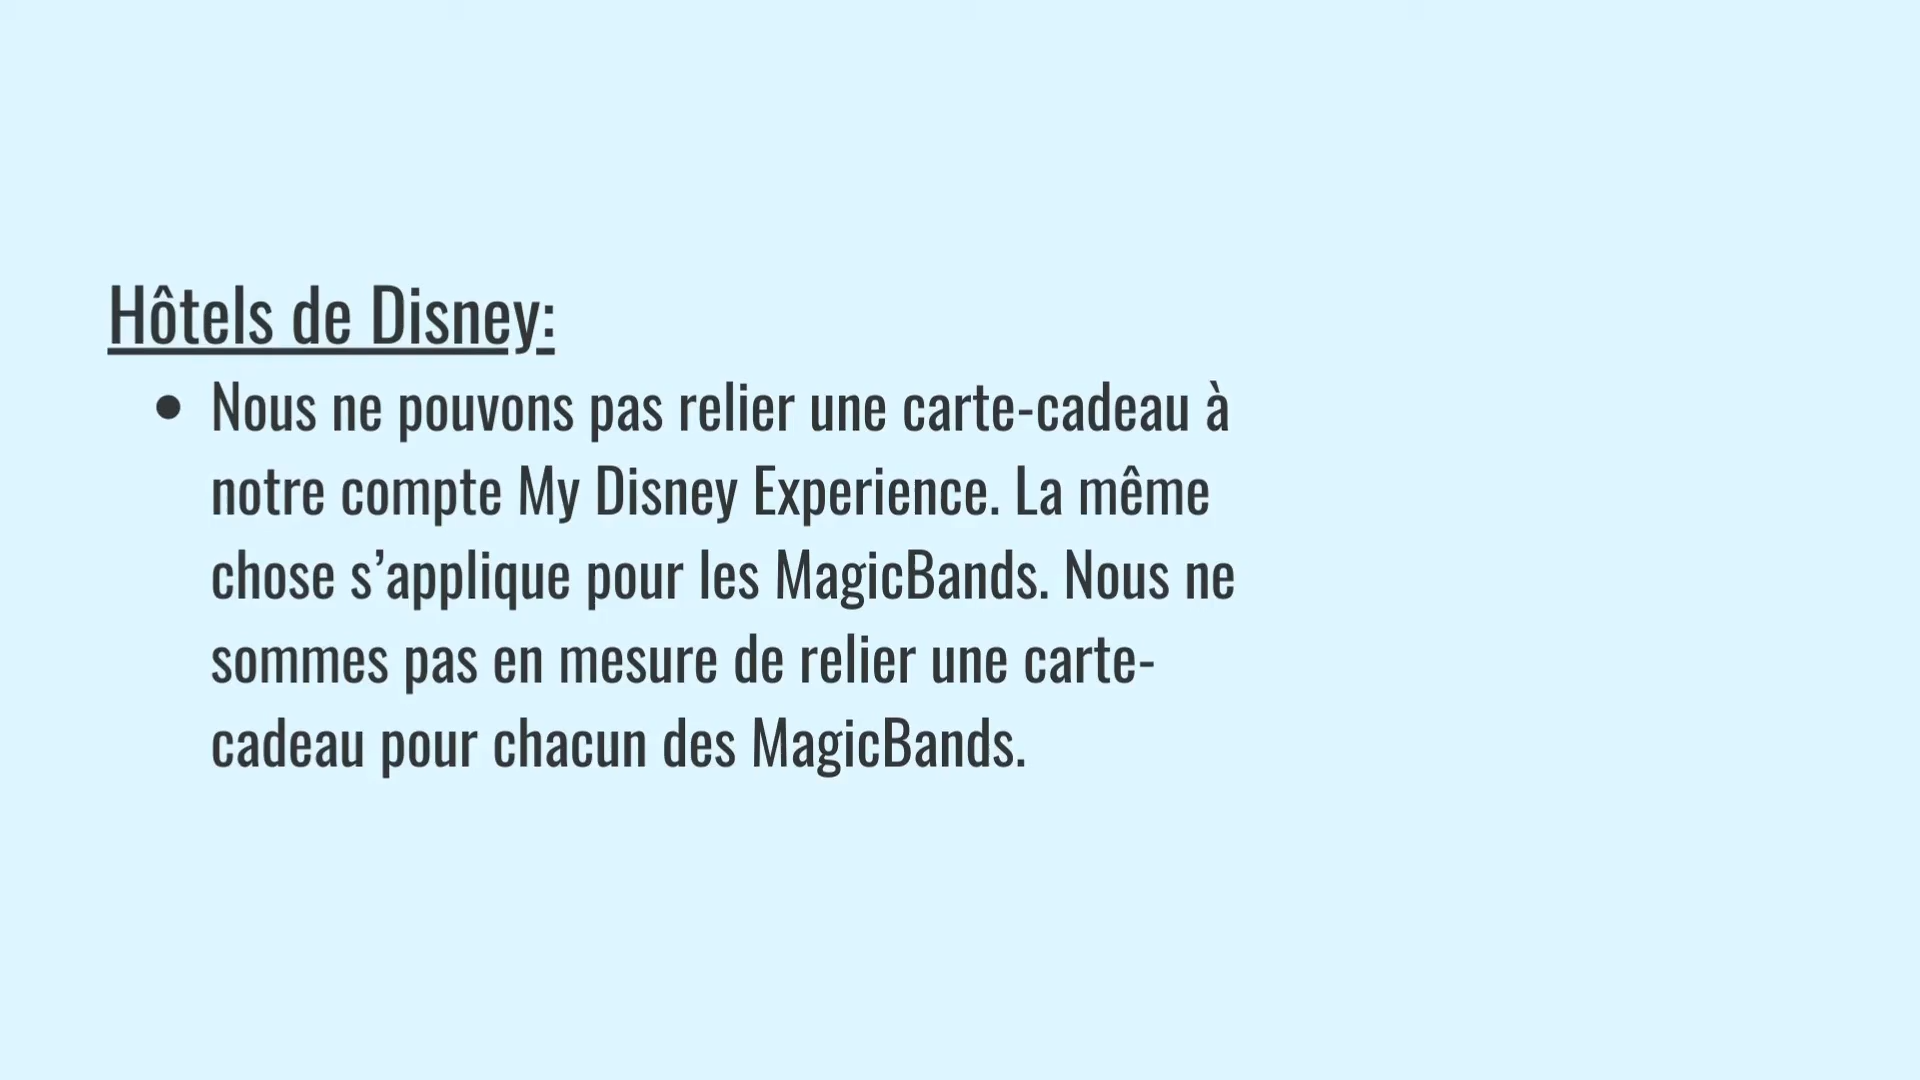 Hôtels de Disney:
• Nous ne pouvons pas relier une carte-cadeau à
notre compte My Disney Experience. La même
chose s’applique pour les MagicBands. Nous ne
sommes pas en mesure de relier une carte-
cadeau pour chacun des MagicBands.